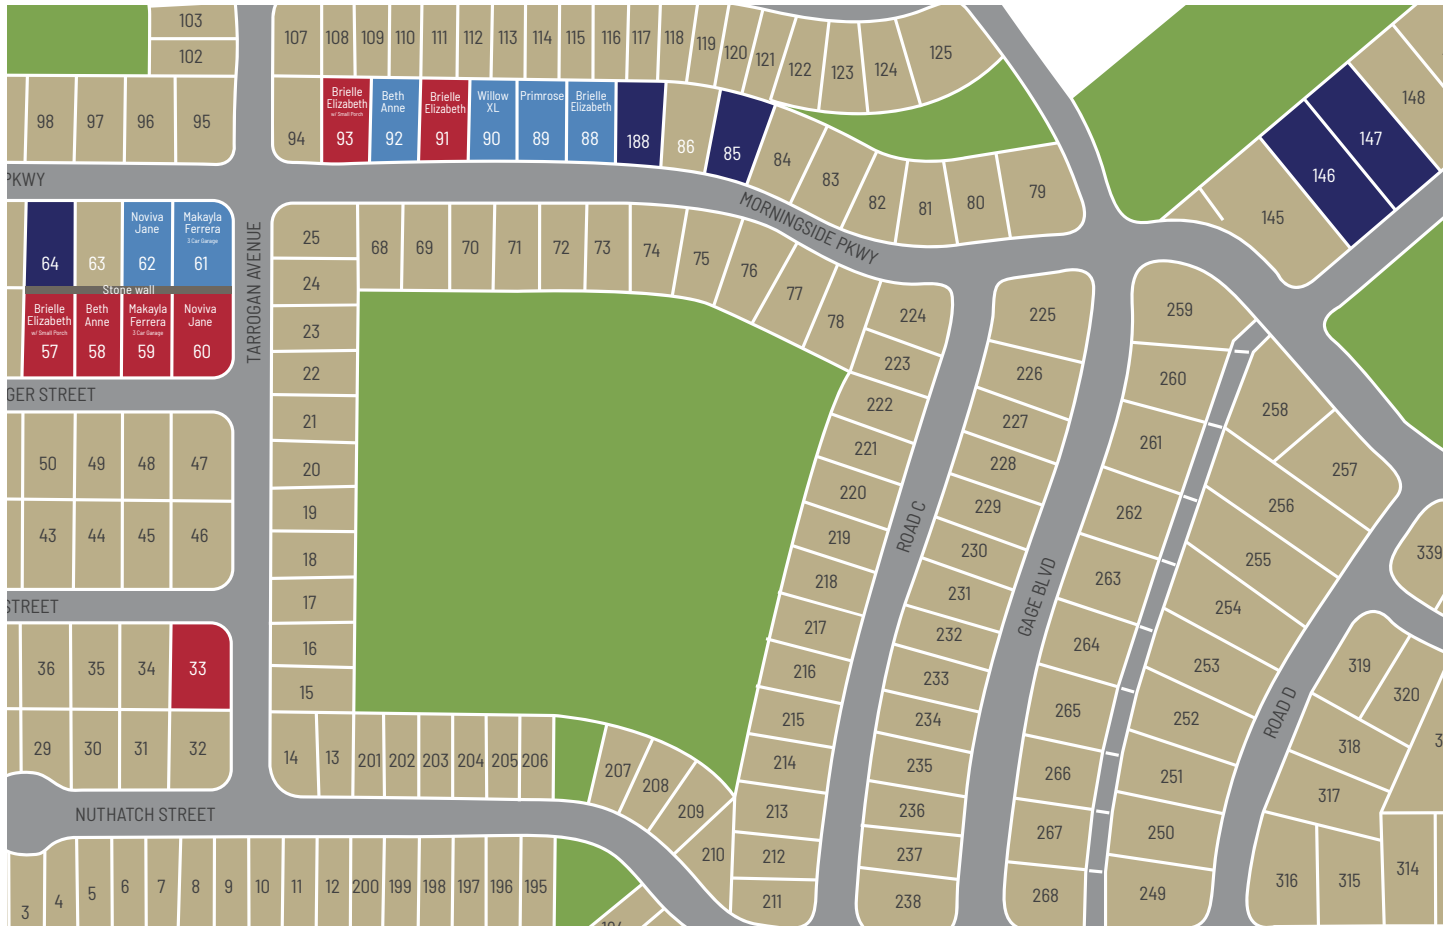 103
102
107 108 109 110 111 112 113 114 115 116 117 118 119 120 121 122 123 124 125
148
147
146
145
98 97 96 95
94
Brielle
Elizabeth
w/ Small Porch
93
Beth
Anne
92
Brielle
Elizabeth
91
Willow
XL
90
Primrose
89
Brielle
Elizabeth
88
188
86
85
84
83
82
81
80
79
PKWY
MORNINGSIDE PKWY
TARROGAN AVENUE
64
63
Noviva
Jane
62
Makayla
Ferrera
3 Car Garage
61
Stone wall
Brielle
Elizabeth
w/ Small Porch
57
Beth
Anne
58
Makayla
Ferrera
3 Car Garage
59
Noviva
Jane
60
GER STREET
25
24
23
22
21
20
19
18
17
16
15
68 69 70 71 72 73 74 75 76 77 78
224
223
222
221
220
219
218
217
216
215
214
213
212
211
ROAD C
225
226
227
228
229
230
231
232
233
234
235
236
237
238
GAGE BLVD
259
260
261
262
263
264
265
266
267
268
258
257
256
255
254
253
252
251
250
249
ROAD D
339
319
320
318
317
316
315
314
3
50 49 48 47
43 44 45 46
STREET
36 35 34 33
29 30 31 32
14 13 201 202 203 204 205 206
207
208
209
210
NUTHATCH STREET
3 4 5 6 7 8 9 10 11 12 200 199 198 197 196 195